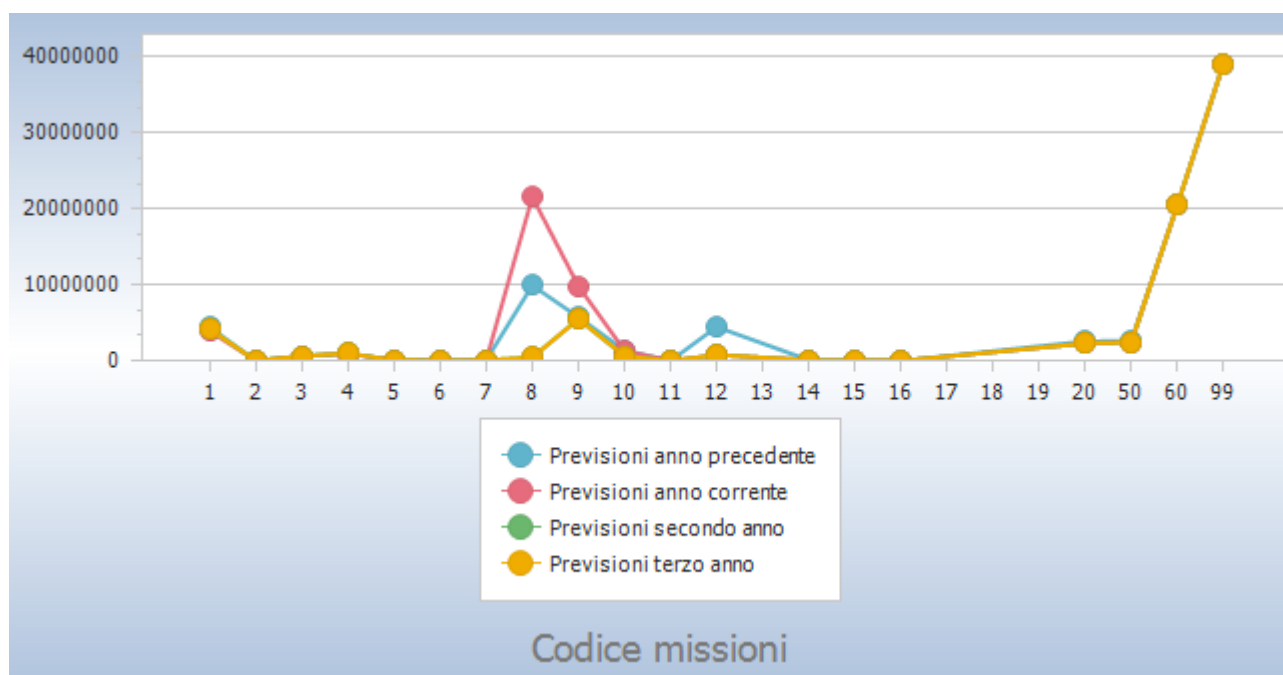 40000000
30000000
20000000
10000000
0
1 2 3 4 5 6 7 8 9 10 11 12 13 14 15 16 17 18 19 20 50 60 99
Previsioni anno precedente
Previsioni anno corrente
Previsioni secondo anno
Previsioni terzo anno
Codice missioni